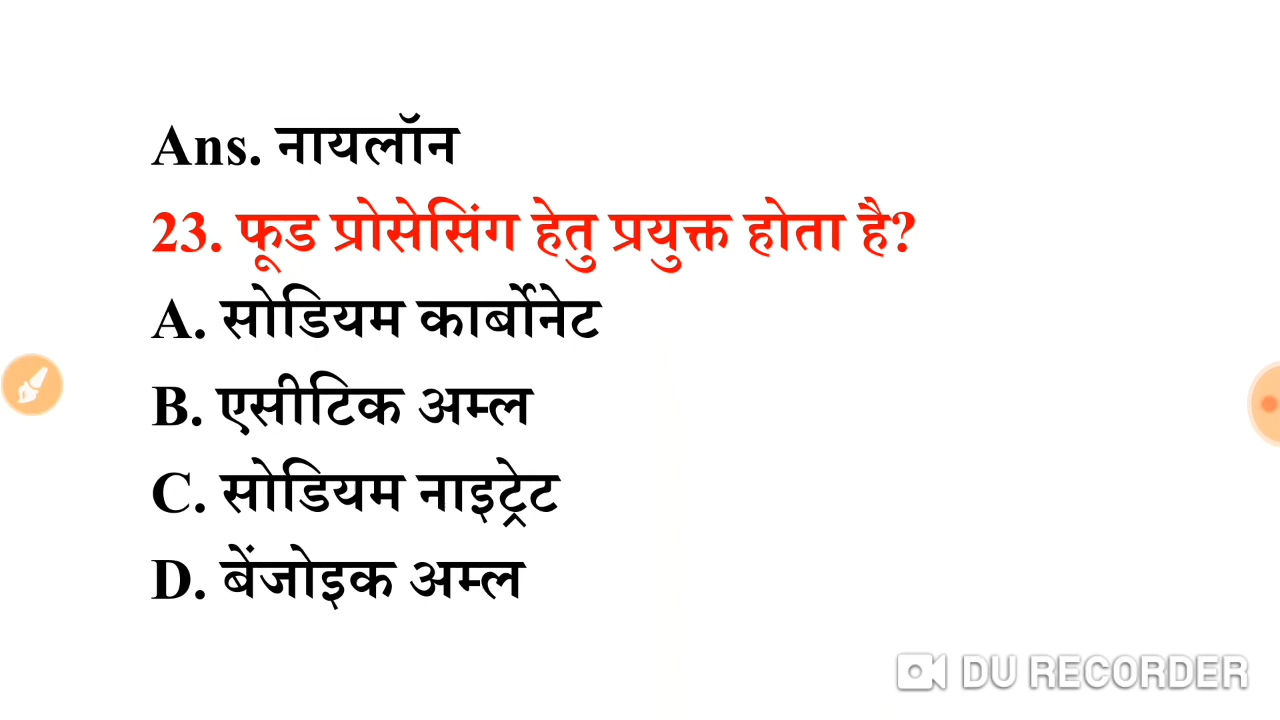 Ans. नायलॉन
23. फूड प्रोसेसिंग हेतु प्रयुक्त होता है?
A. सोडियम कार्बोनेट
B. एसीटिक अम्ल
C. सोडियम नाइट्रेट
D. बेंजोइक अम्ल
DU RECORDER